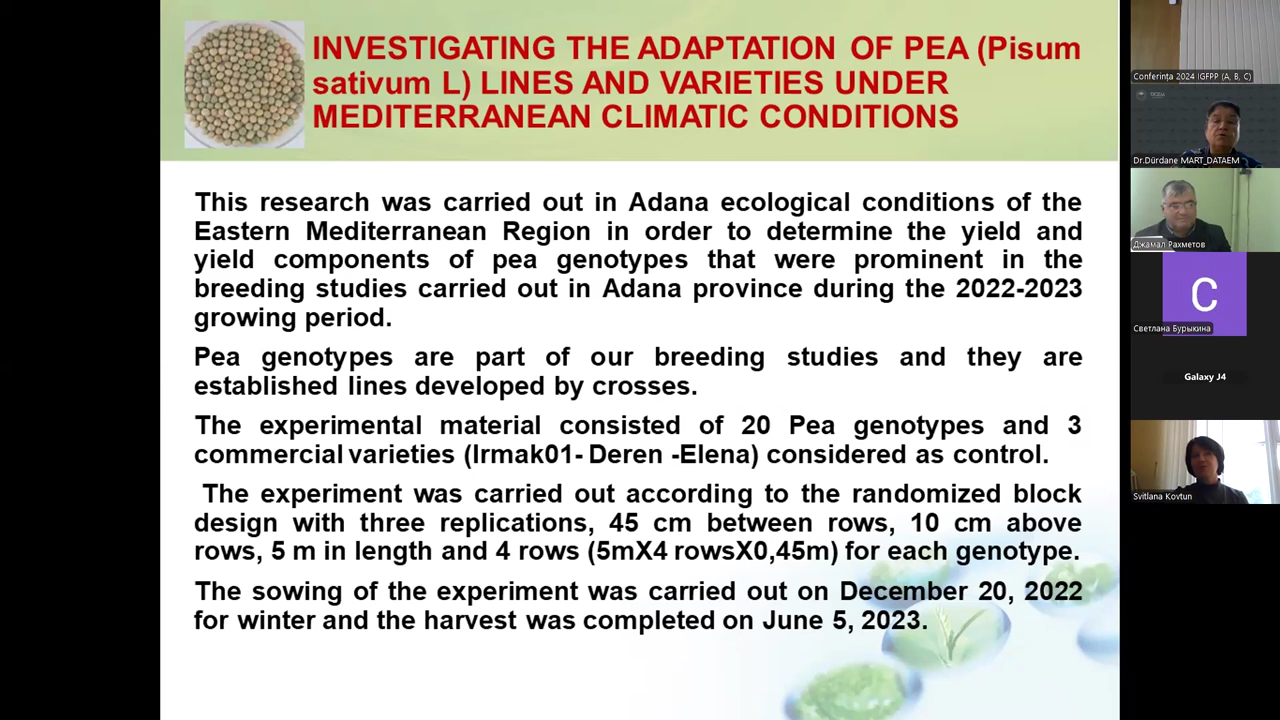 INVESTIGATING THE ADAPTATION OF PEA (Pisum
sativum L) LINES AND VARIETIES UNDER
MEDITERRANEAN CLIMATIC CONDITIONS
This research was carried out in Adana ecological conditions of the
Eastern Mediterranean Region in order to determine the yield and
yield components of pea genotypes that were prominent in the
breeding studies carried out in Adana province during the 2022-2023
growing period.
Pea genotypes are part of our breeding studies and they are
established lines developed by crosses.
The experimental material consisted of 20 Pea genotypes and 3
commercial varieties (Irmak01- Deren -Elena) considered as control.
The experiment was carried out according to the randomized block
design with three replications, 45 cm between rows, 10 cm above
rows, 5 m in length and 4 rows (5mX4 rowsX0,45m) for each genotype.
The sowing of the experiment was carried out on December 20, 2022
for winter and the harvest was completed on June 5, 2023.
Conferința 2024 IGFPP (A, B, C)
Dr.Dürdane MART_DATAEM
Джамал Рахметов
C
Светлана Бурыкина
Galaxy J4
Svitlana Kovtun